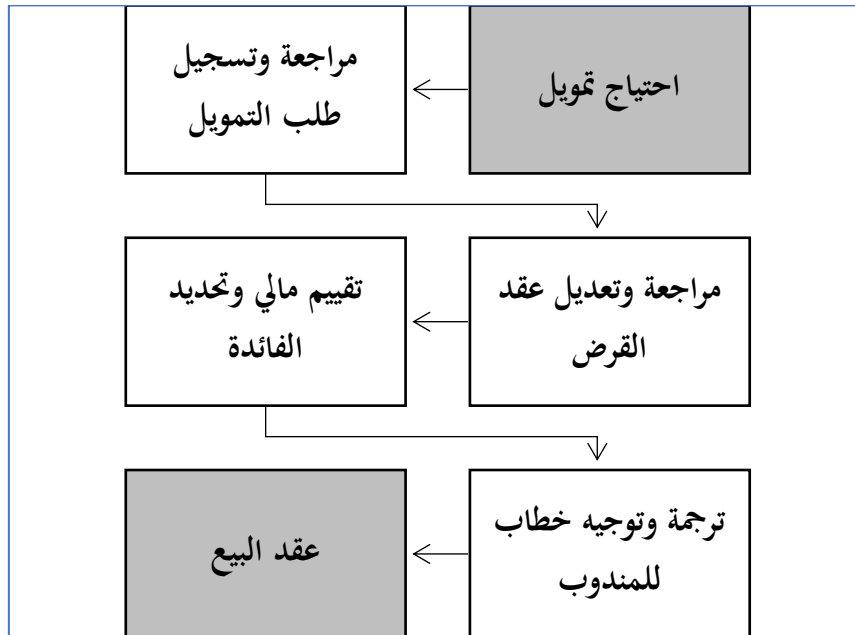 احتياج تمويل
مراجعة وتسجيل
طلب التمويل
مراجعة وتعديل عقد
القرض
تقييم مالي وتحديد
الفائدة
ترجمة وتوجيه خطاب
للمندوب
عقد البيع